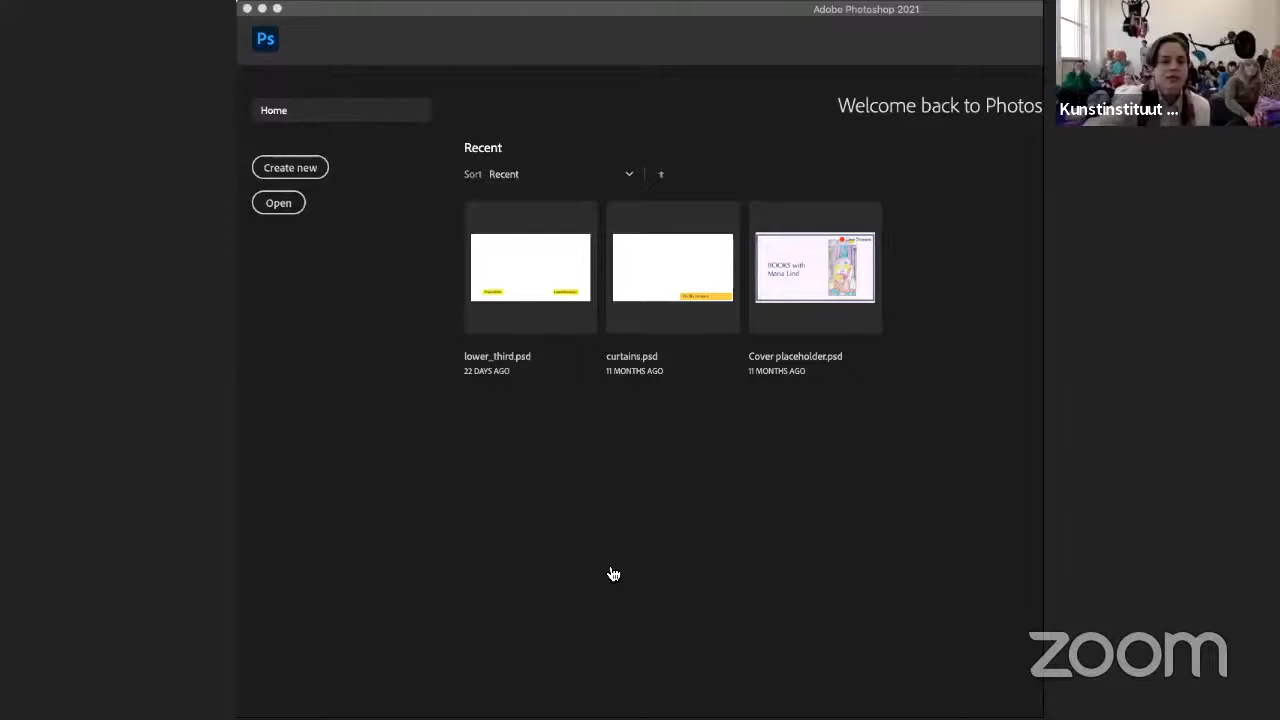 Adobe Photoshop 2021
Ps
Kunstinstituut ...
Home
Welcome back to Photos
Recent
Create new
Sort Recent
Open
BOOKS with
Maria Lind
lower_third.psd
curtains.psd
Cover placeholder.psd
22 DAYS AGO
11 MONTHS AGO
11 MONTHS AGO
zoom